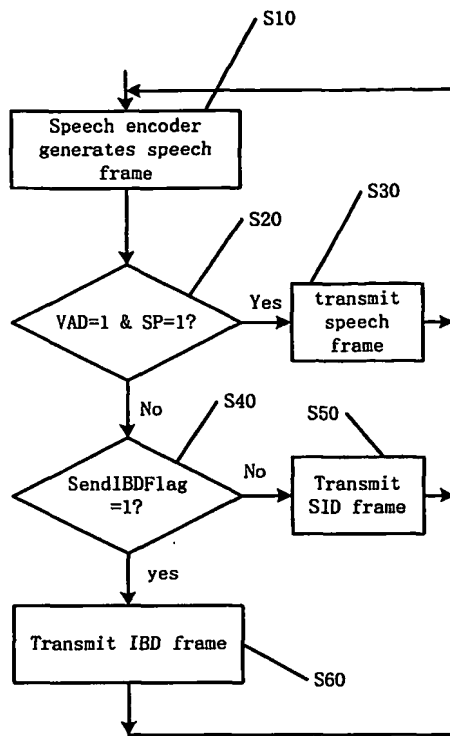 S10
Speech encoder
generates speech
frame
S20
S30
VAD=1 & SP=1?
Yes
transmit
speech
frame
No
S40
S50
SendIBDFlag
=1?
No
Transmit
SID frame
yes
Transmit IBD frame
S60